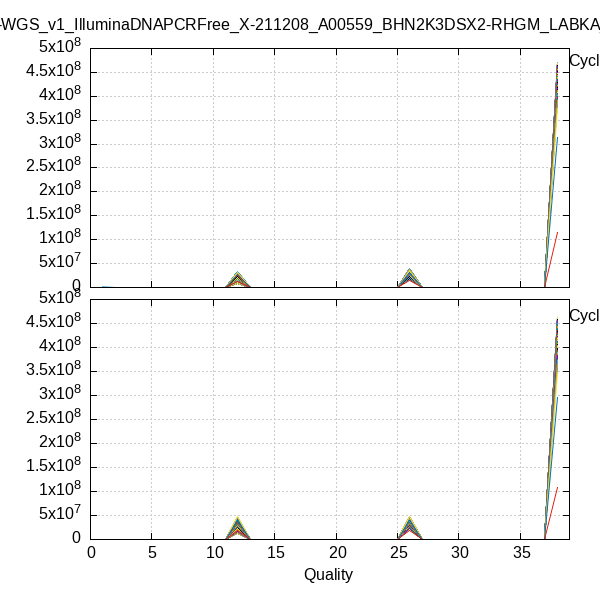 -WGS_v1_IlluminaDNAPCRFree_X-211208_A00559_BHN2K3DSX2-RHGM_LABKA
5x10^8
Cycl
4.5x10^8
4x10^8
3.5x10^8
3x10^8
2.5x10^8
2x10^8
1.5x10^8
1x10^8
5x10^7
0
5x10^8
Cycl
4.5x10^8
4x10^8
3.5x10^8
3x10^8
2.5x10^8
2x10^8
1.5x10^8
1x10^8
5x10^7
0
0 5 10 15 20 25 30 35
Quality